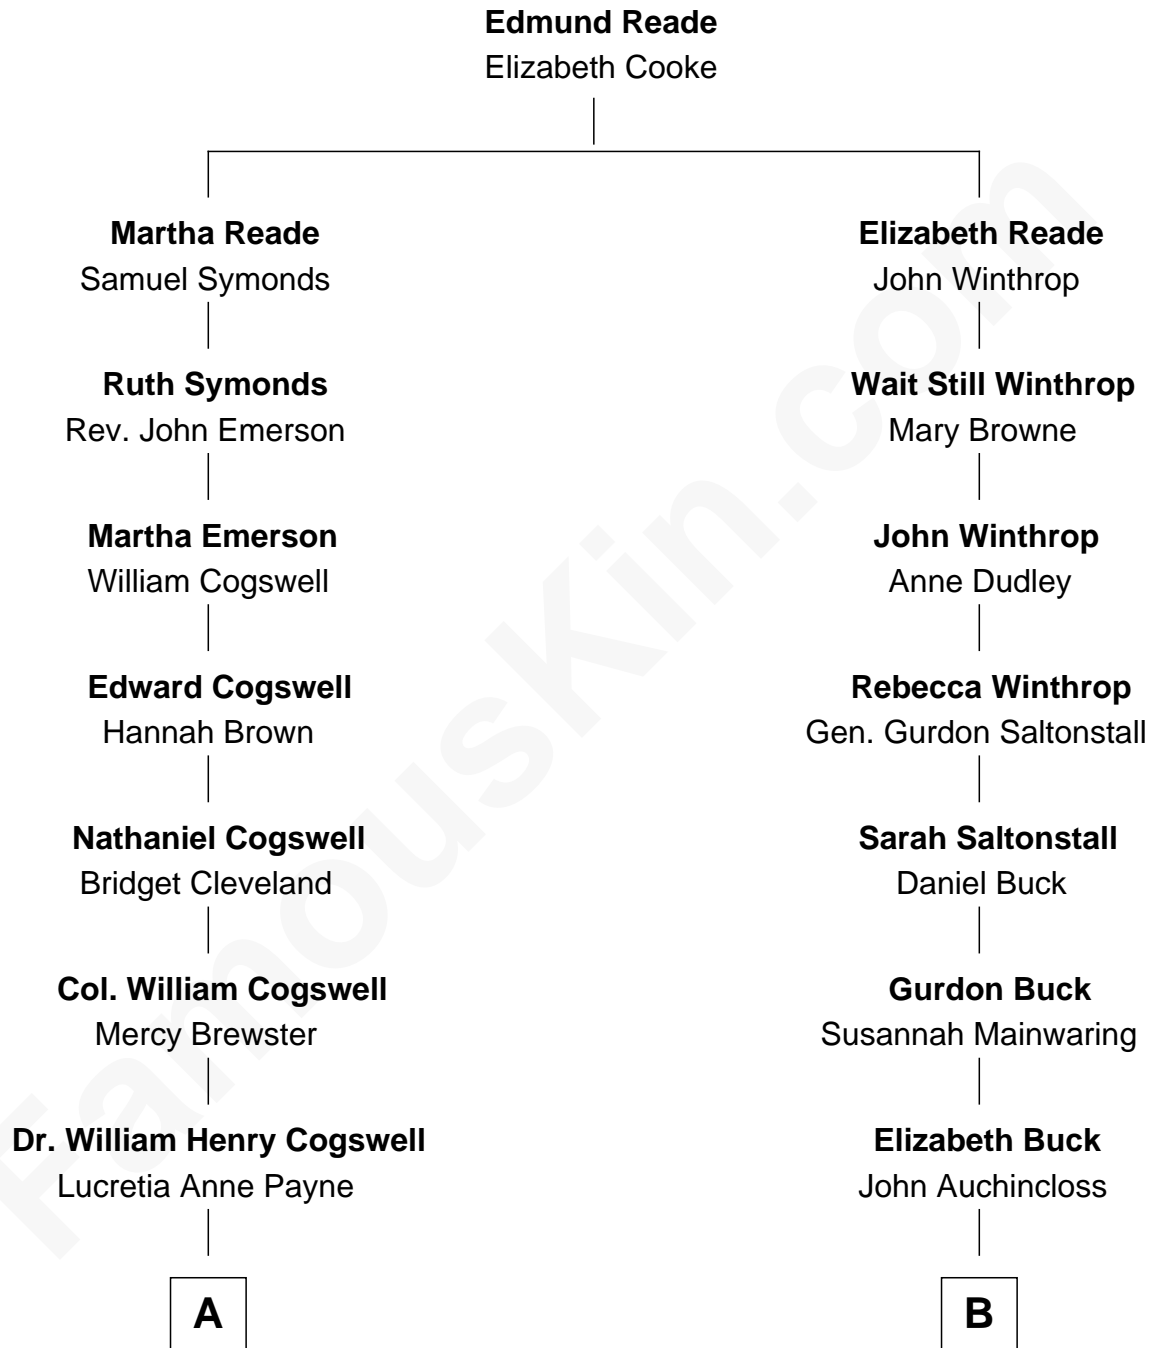 Edmund Reade
Elizabeth Cooke
Martha Reade
Samuel Symonds
Elizabeth Reade
John Winthrop
Ruth Symonds
Rev. John Emerson
Wait Still Winthrop
Mary Browne
Martha Emerson
William Cogswell
John Winthrop
Anne Dudley
Edward Cogswell
Hannah Brown
Rebecca Winthrop
Gen. Gurdon Saltonstall
Nathaniel Cogswell
Bridget Cleveland
Sarah Saltonstall
Daniel Buck
Col. William Cogswell
Mercy Brewster
Gurdon Buck
Susannah Mainwaring
Dr. William Henry Cogswell
Lucretia Anne Payne
Elizabeth Buck
John Auchincloss
A
B
FamousKin.com